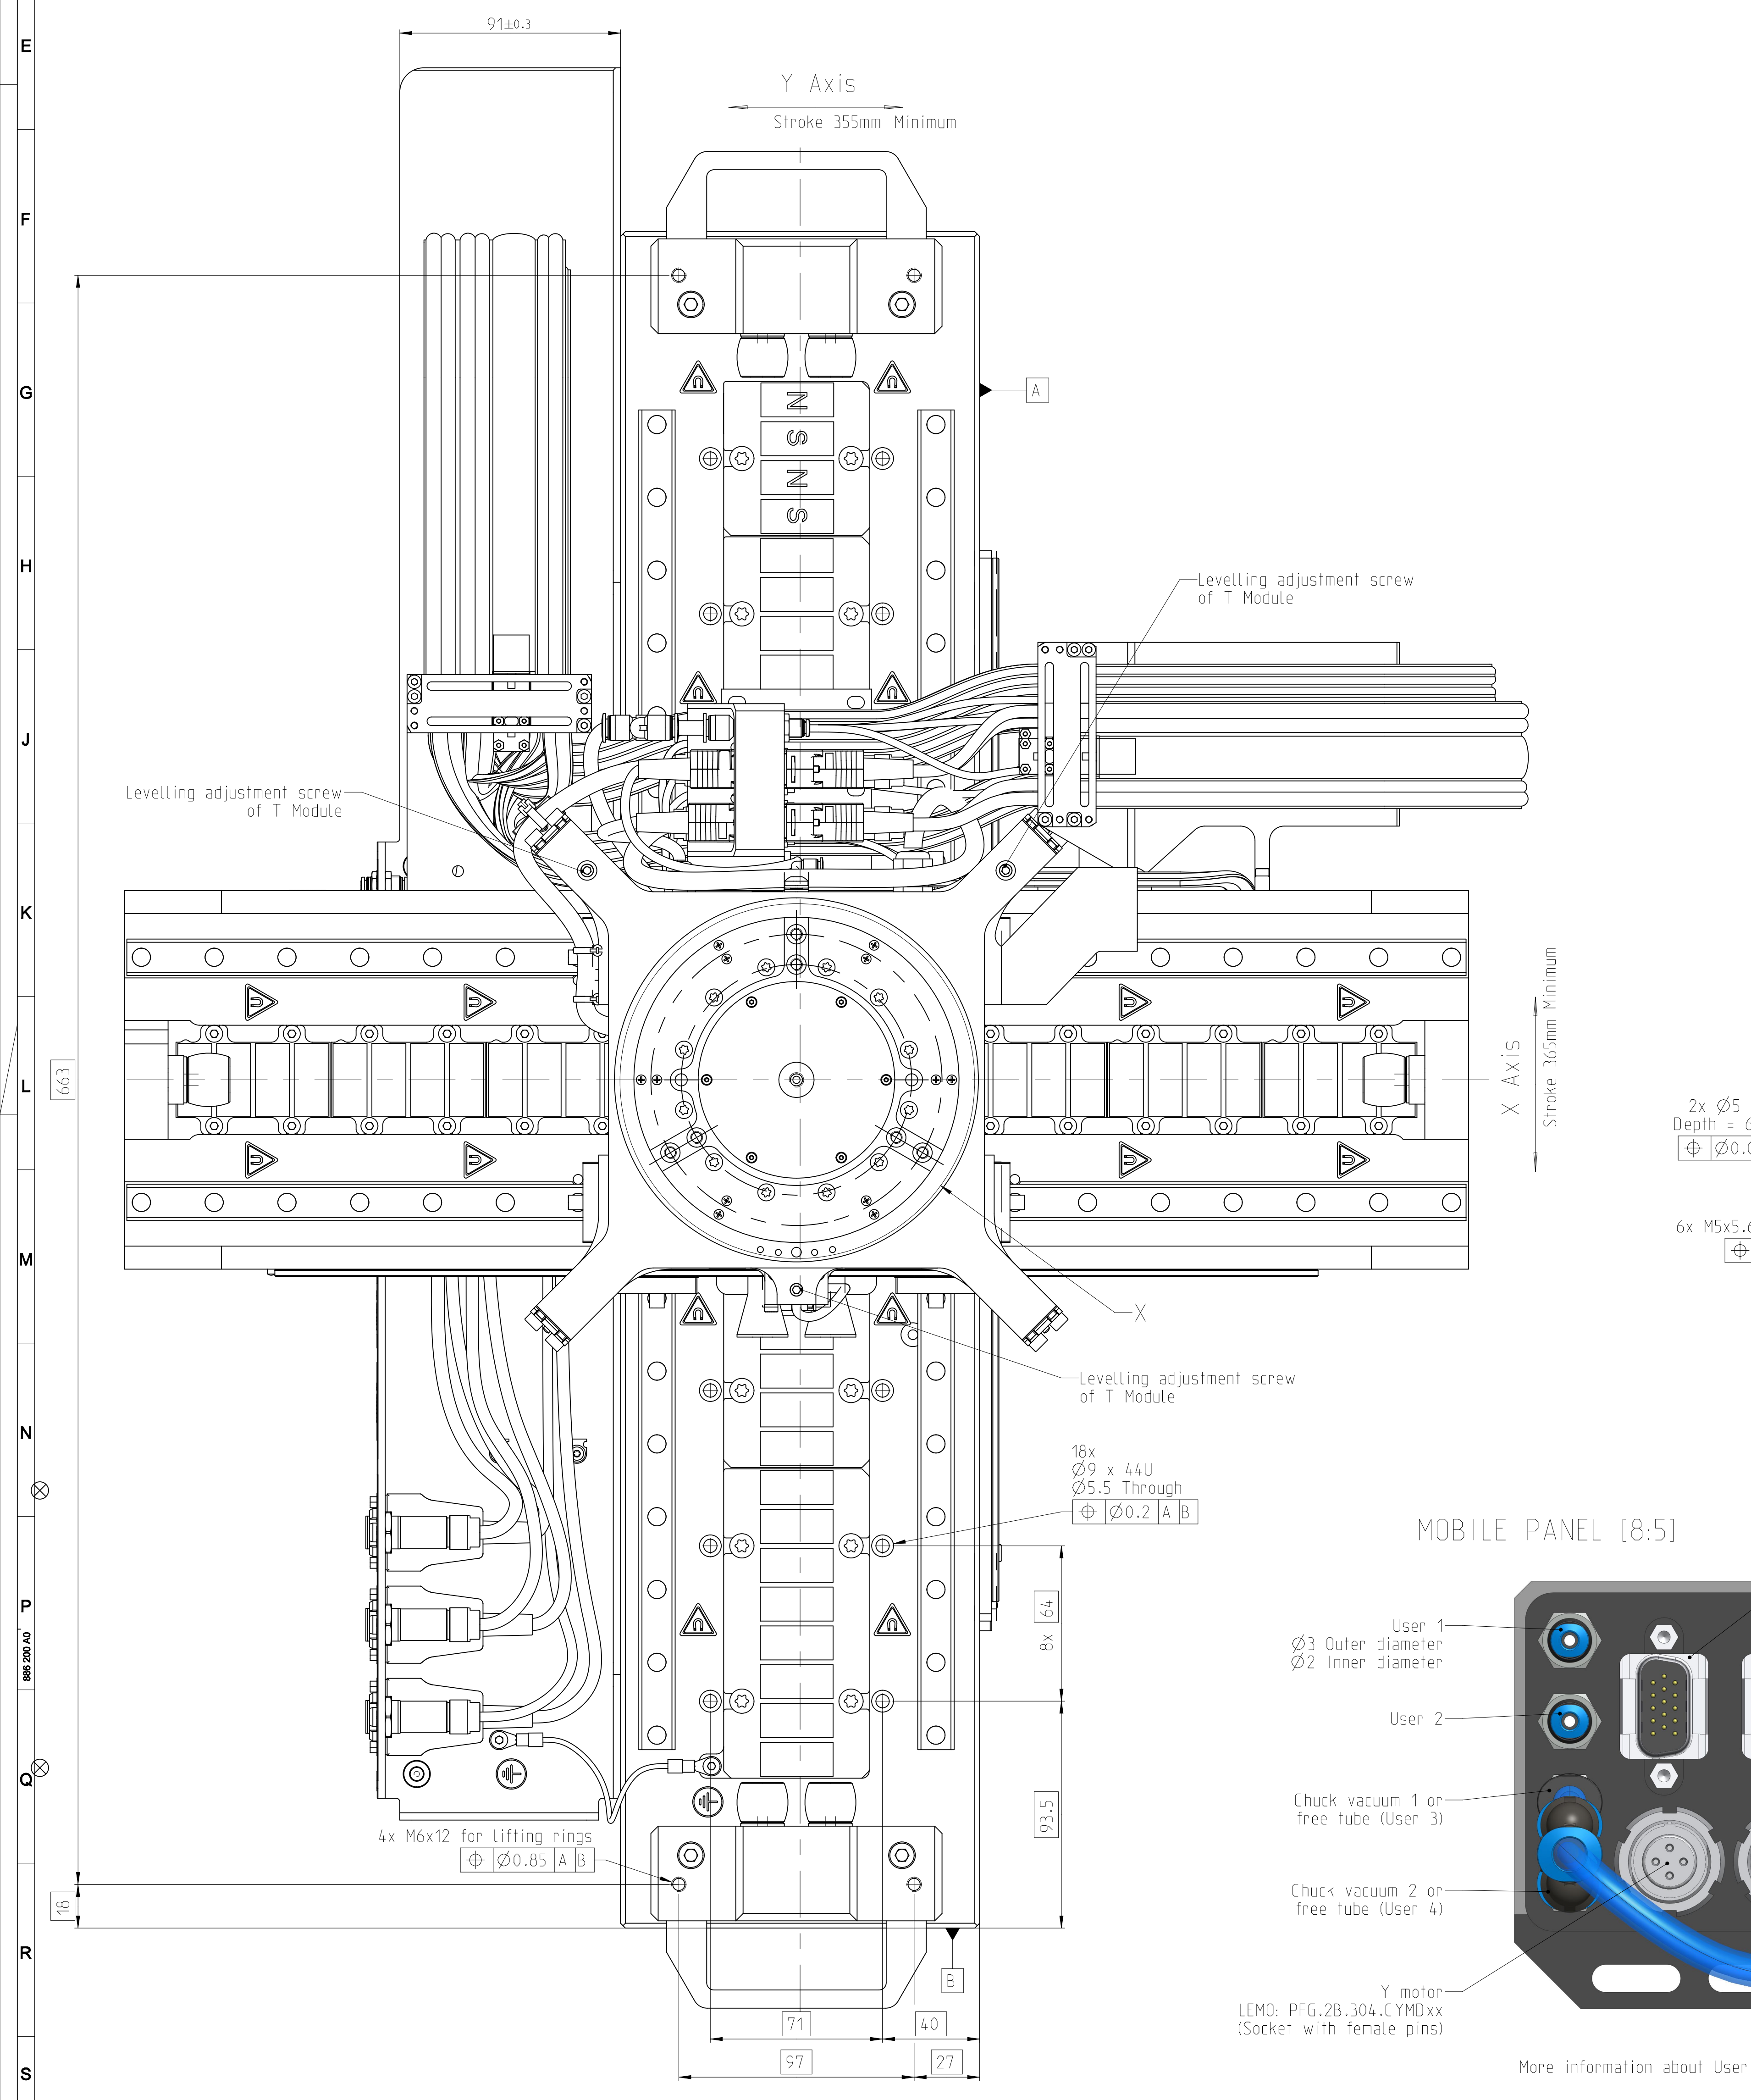 E
F
G
H
J
K
L
M
N
P
Q
R
S
886 200 A0
91±0.3
Y Axis
Stroke 355mm Minimum
A
N
S
N
S
Levelling adjustment screw
of T Module
Levelling adjustment screw
of T Module
663
X Axis
Stroke 365mm Minimum
2x Ø5
Depth = 6
⌖ Ø0.0
6x M5x5.6
⌖
X
Levelling adjustment screw
of T Module
18x
Ø9 x 44U
Ø5.5 Through
⌖ Ø0.2 A B
8x 64
93.5
4x M6x12 for lifting rings
⌖ Ø0.85 A B
18
B
71
40
97
27
MOBILE PANEL [8:5]
User 1
Ø3 Outer diameter
Ø2 Inner diameter
User 2
Chuck vacuum 1 or
free tube (User 3)
Chuck vacuum 2 or
free tube (User 4)
Y motor
LEMO: PFG.2B.304.CYMDxx
(Socket with female pins)
More information about User